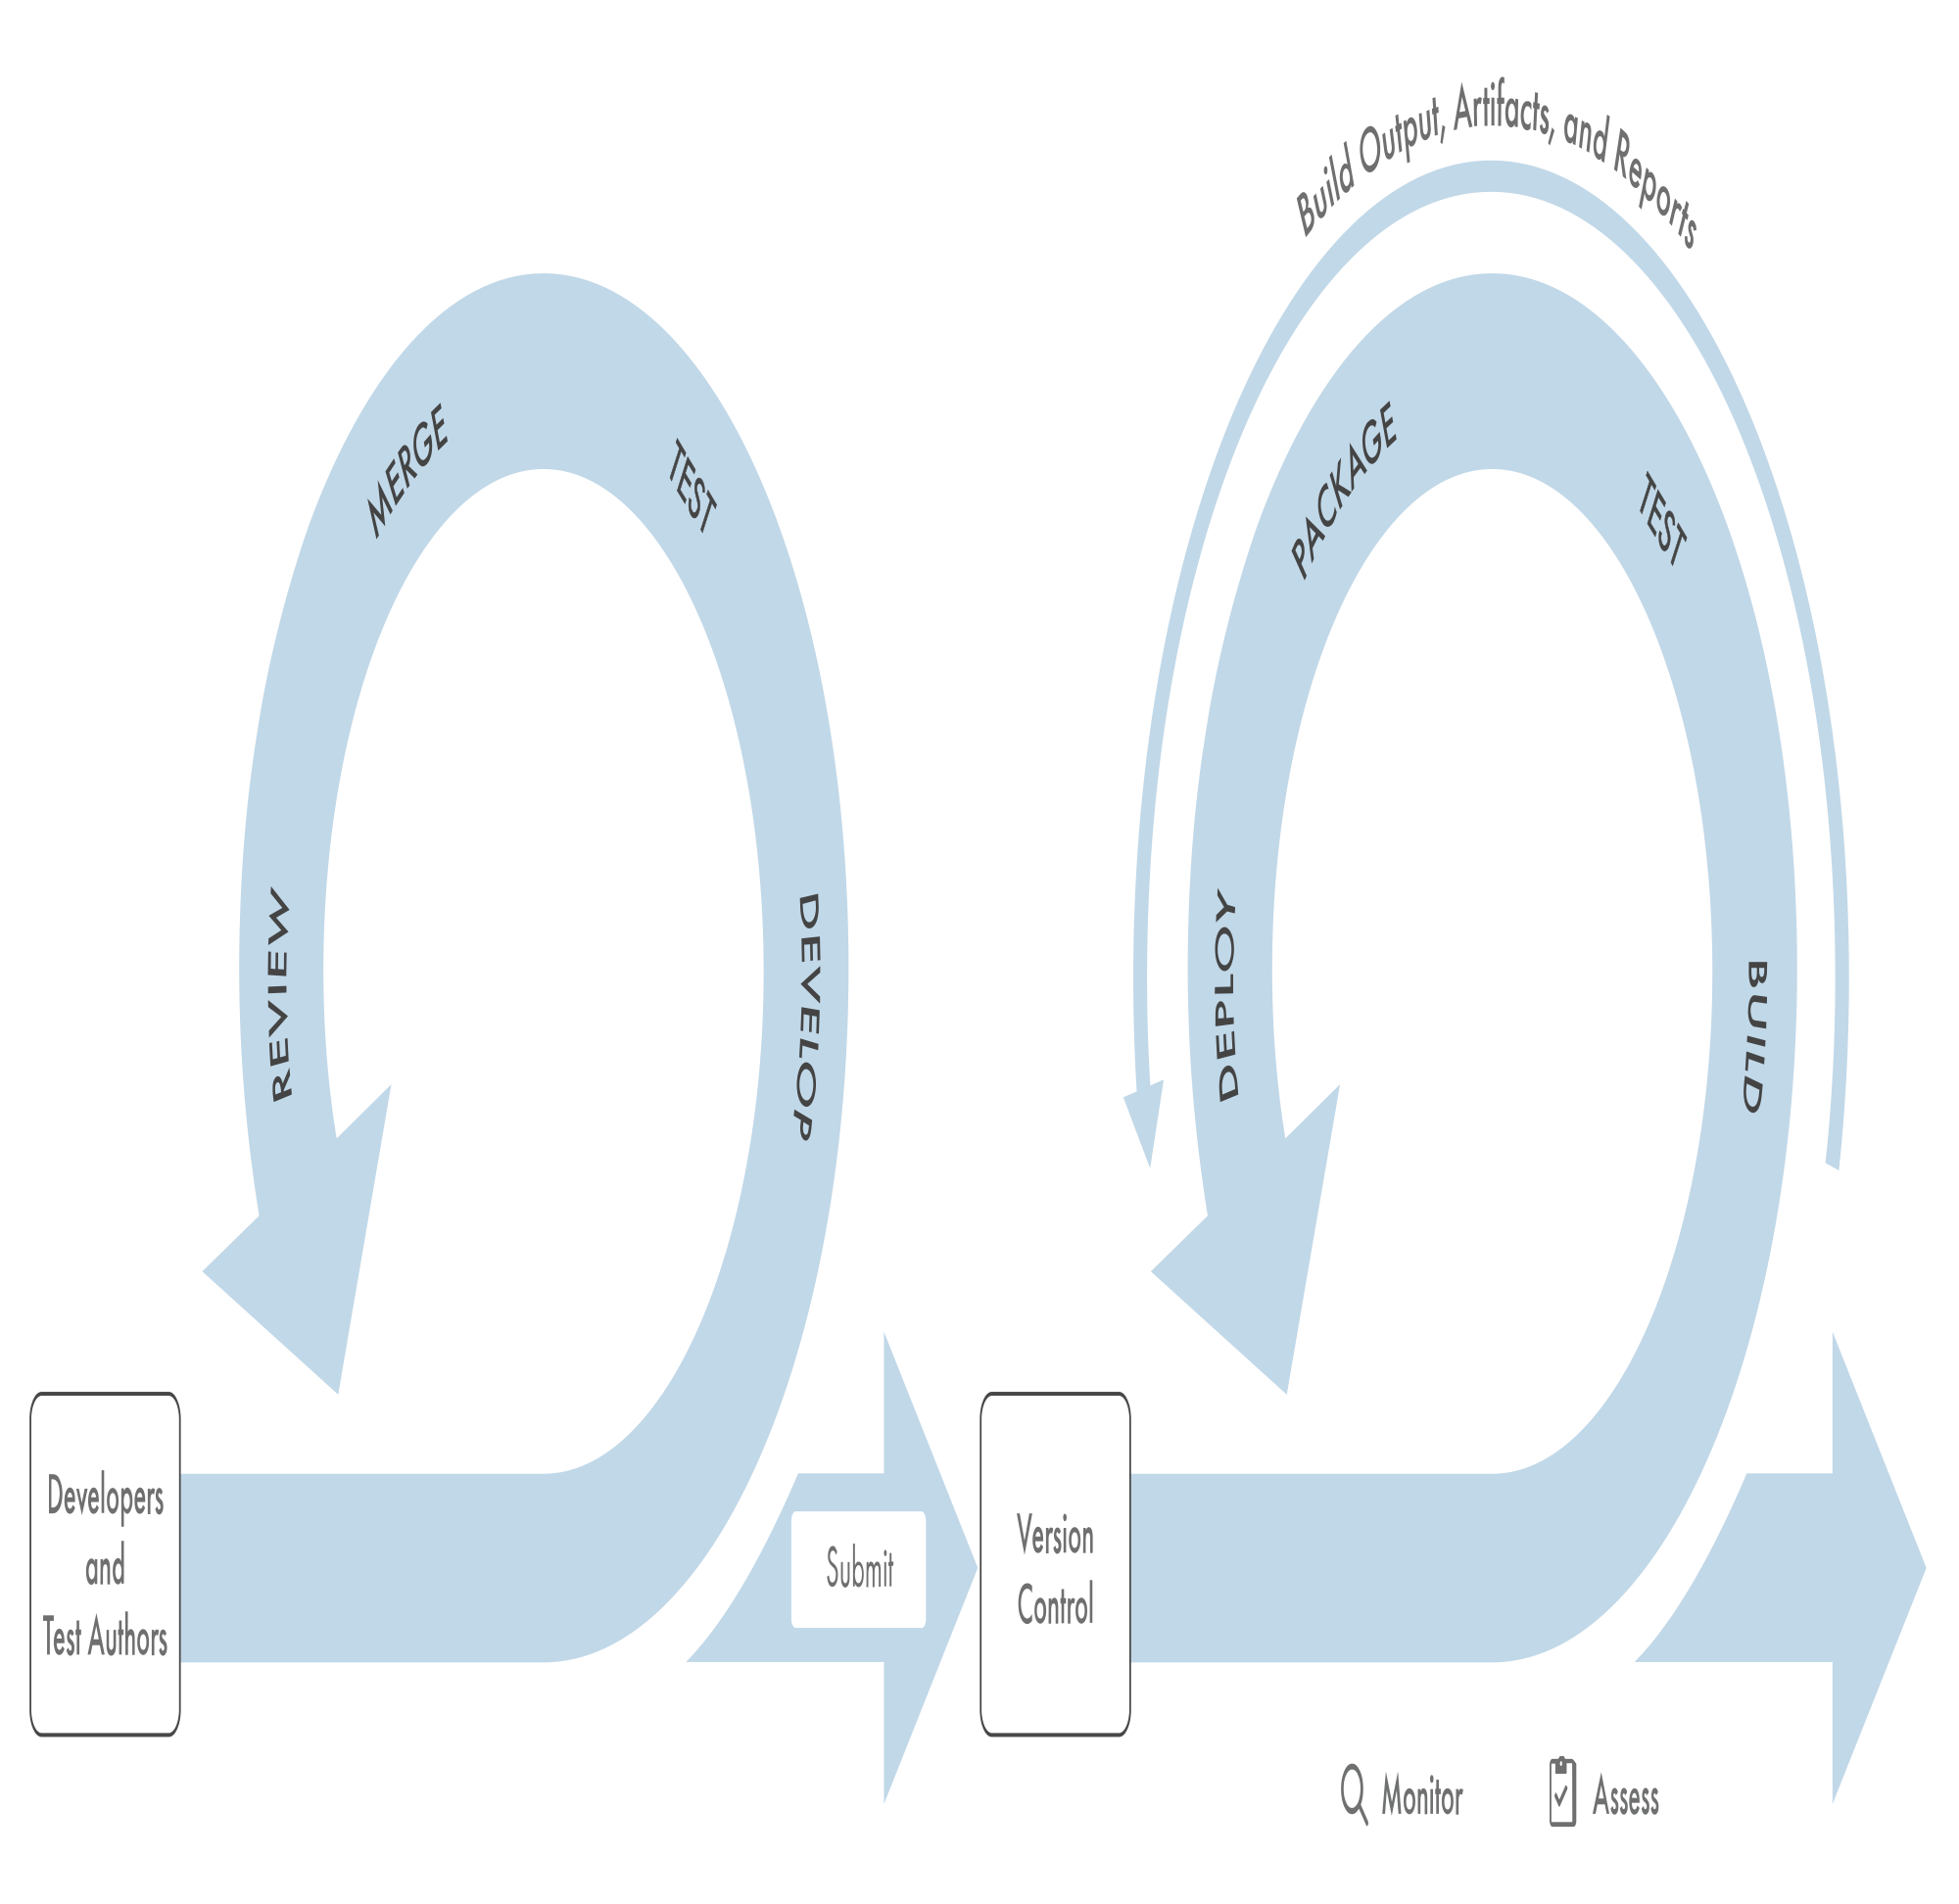 Build Output, Artifacts, and Reports
MERGE
TEST
REVIEW
DEVELOP
PACKAGE
TEST
DEPLOY
BUILD
Developers
and
Test Authors
Submit
Version
Control
Monitor
Assess